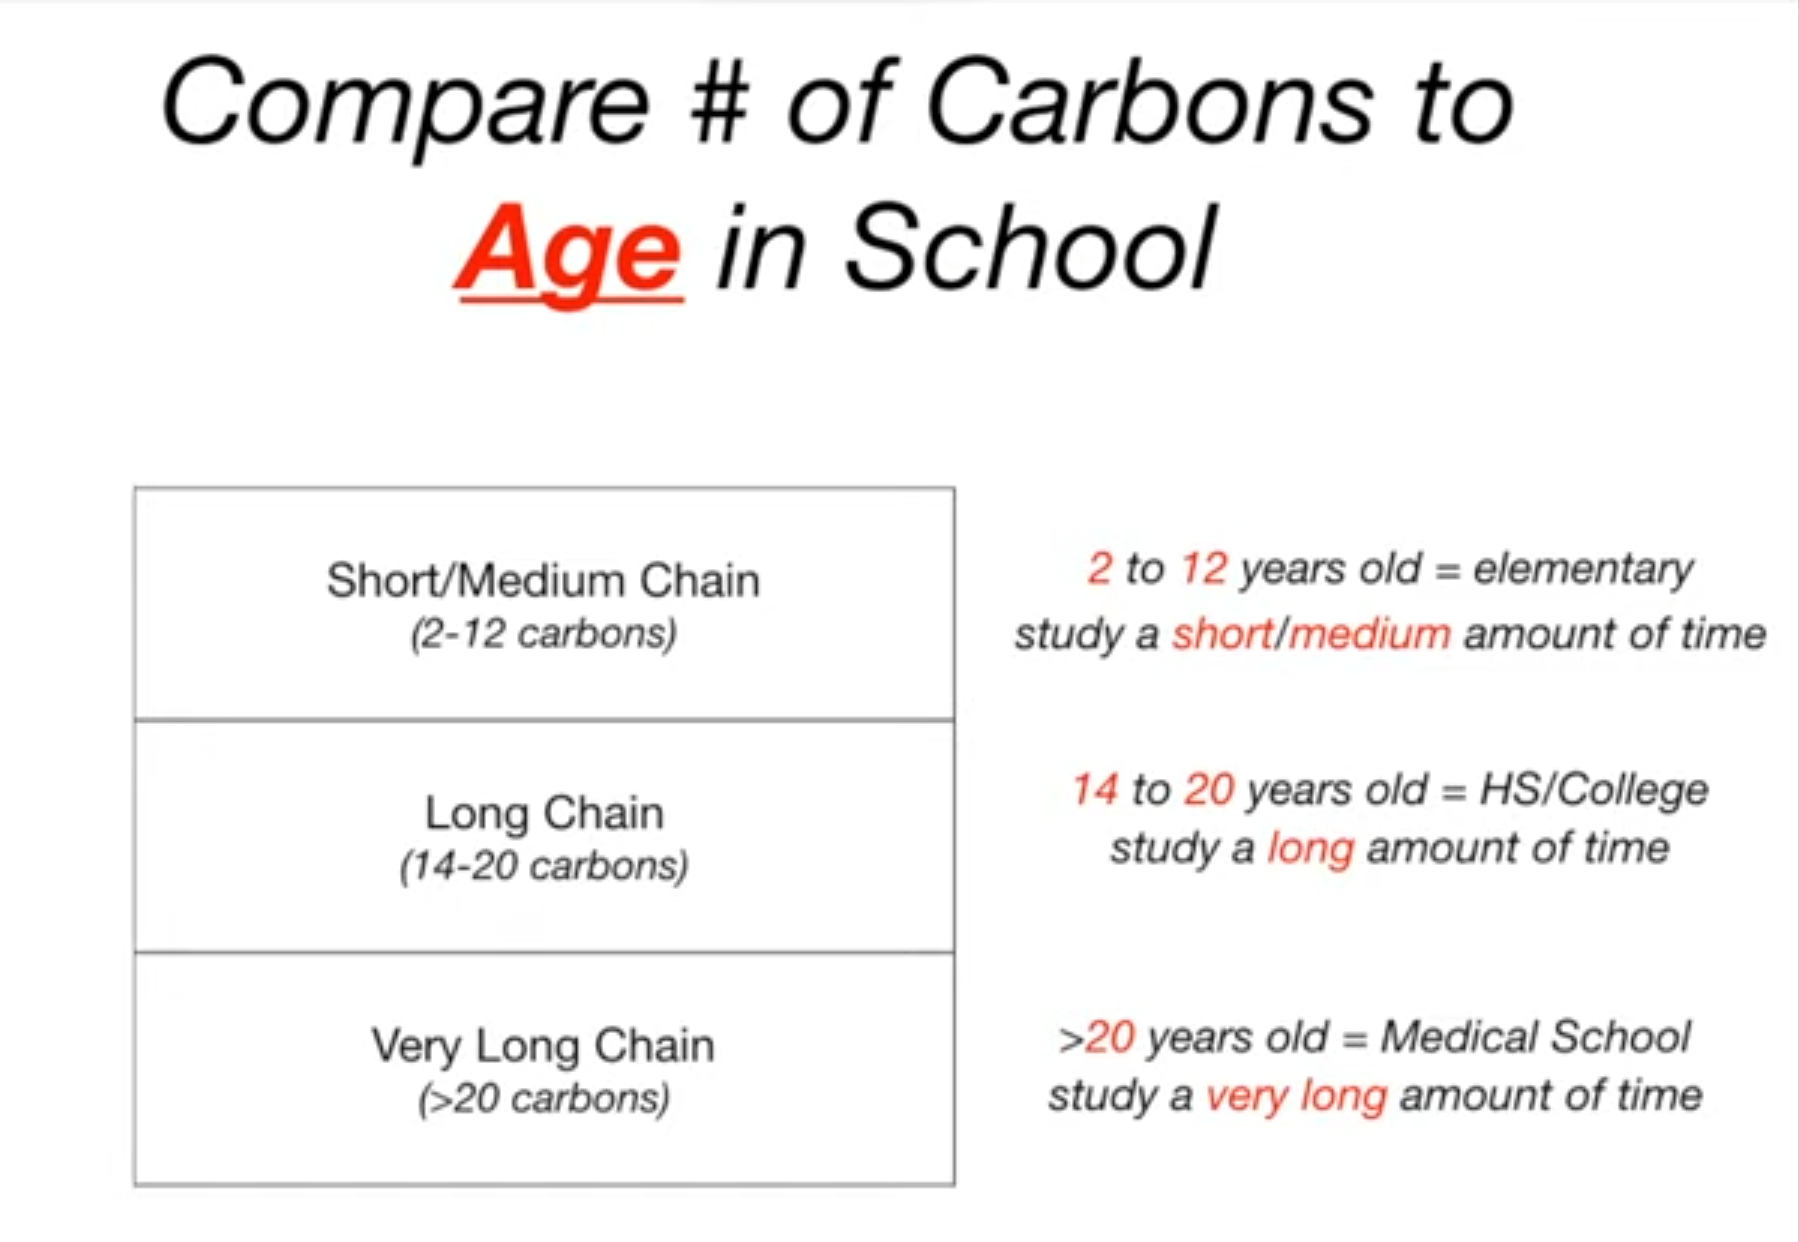 Compare # of Carbons to
Age in School
Short/Medium Chain
(2-12 carbons)
2 to 12 years old = elementary
study a short/medium amount of time
Long Chain
(14-20 carbons)
14 to 20 years old = HS/College
study a long amount of time
Very Long Chain
(>20 carbons)
>20 years old = Medical School
study a very long amount of time